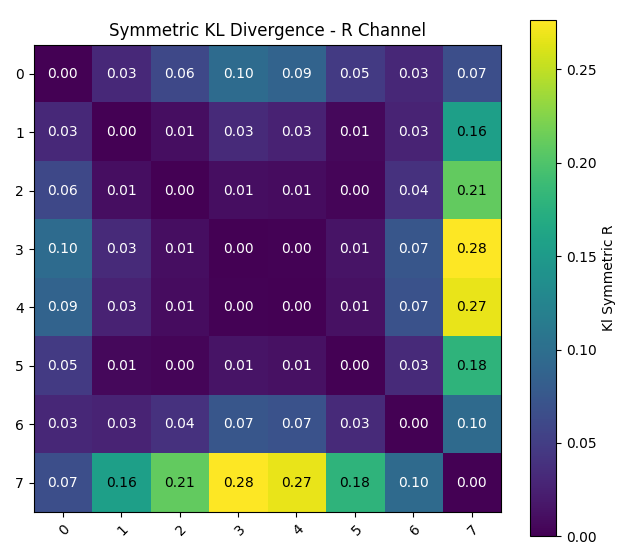 Symmetric KL Divergence - R Channel
0 0.00 0.03 0.06 0.10 0.09 0.05 0.03 0.07
1 0.03 0.00 0.01 0.03 0.03 0.01 0.03 0.16
2 0.06 0.01 0.00 0.01 0.01 0.00 0.04 0.21
3 0.10 0.03 0.01 0.00 0.00 0.01 0.07 0.28
4 0.09 0.03 0.01 0.00 0.00 0.01 0.07 0.27
5 0.05 0.01 0.00 0.01 0.01 0.00 0.03 0.18
6 0.03 0.03 0.04 0.07 0.07 0.03 0.00 0.10
7 0.07 0.16 0.21 0.28 0.27 0.18 0.10 0.00
0 1 2 3 4 5 6 7
0.25
0.20
0.15
0.10
0.05
0.00
Kl Symmetric R